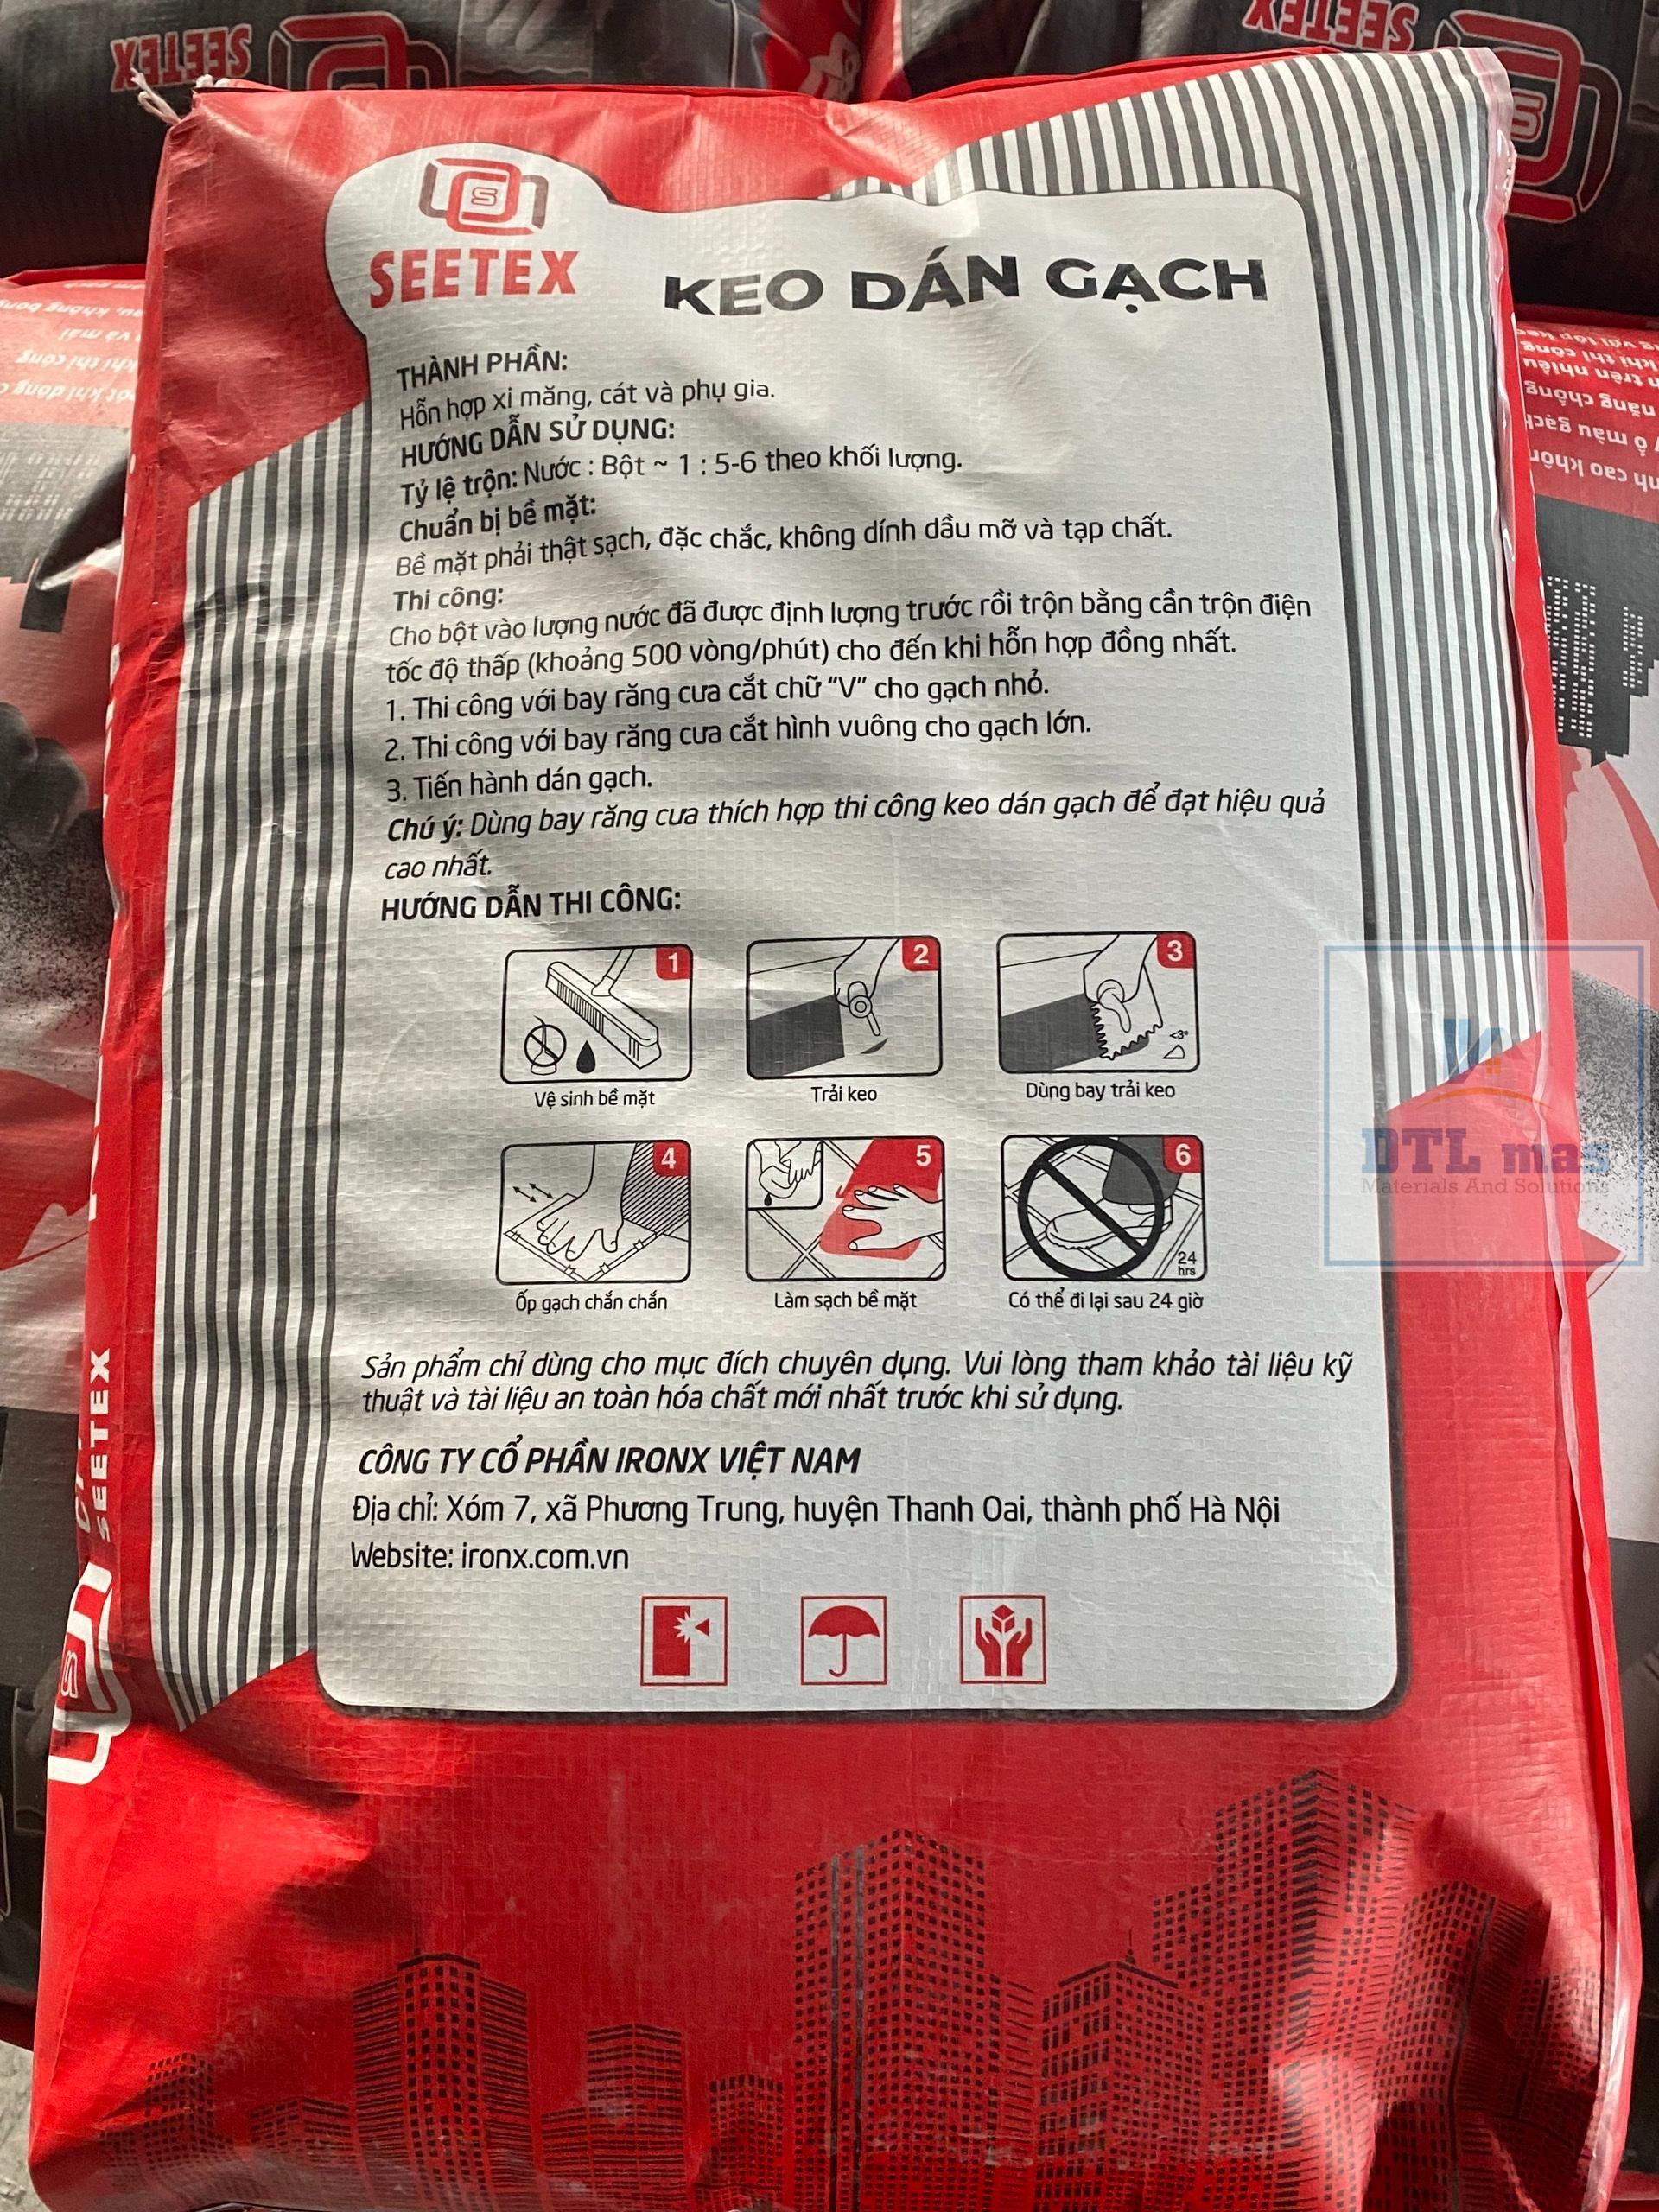 SEETEX
SEETEX
S
SEETEX
KEO DÁN GẠCH
THÀNH PHẦN:
Hỗn hợp xi măng, cát và phụ gia.
HƯỚNG DẪN SỬ DỤNG:
Tỷ lệ trộn: Nước : Bột ~ 1 : 5-6 theo khối lượng.
Chuẩn bị bề mặt:
Bề mặt phải thật sạch, đặc chắc, không dính dầu mỡ và tạp chất.
Thi công:
Cho bột vào lượng nước đã được định lượng trước rồi trộn bằng cần trộn điện
tốc độ thấp (khoảng 500 vòng/phút) cho đến khi hỗn hợp đồng nhất.
1. Thi công với bay răng cưa cắt chữ “V” cho gạch nhỏ.
2. Thi công với bay răng cưa cắt hình vuông cho gạch lớn.
3. Tiến hành dán gạch.
Chú ý: Dùng bay răng cưa thích hợp thi công keo dán gạch để đạt hiệu quả
cao nhất.
HƯỚNG DẪN THI CÔNG:
1
2
3
<3°
Vệ sinh bề mặt
Trải keo
Dùng bay trải keo
4
5
6
24
hrs
Ốp gạch chắn chắn
Làm sạch bề mặt
Có thể đi lại sau 24 giờ
Sản phẩm chỉ dùng cho mục đích chuyên dụng. Vui lòng tham khảo tài liệu kỹ
thuật và tài liệu an toàn hóa chất mới nhất trước khi sử dụng.
CÔNG TY CỔ PHẦN IRONX VIỆT NAM
Địa chỉ: Xóm 7, xã Phương Trung, huyện Thanh Oai, thành phố Hà Nội
Website: ironx.com.vn
SEETEX
DTL mas
Materials And Solutions